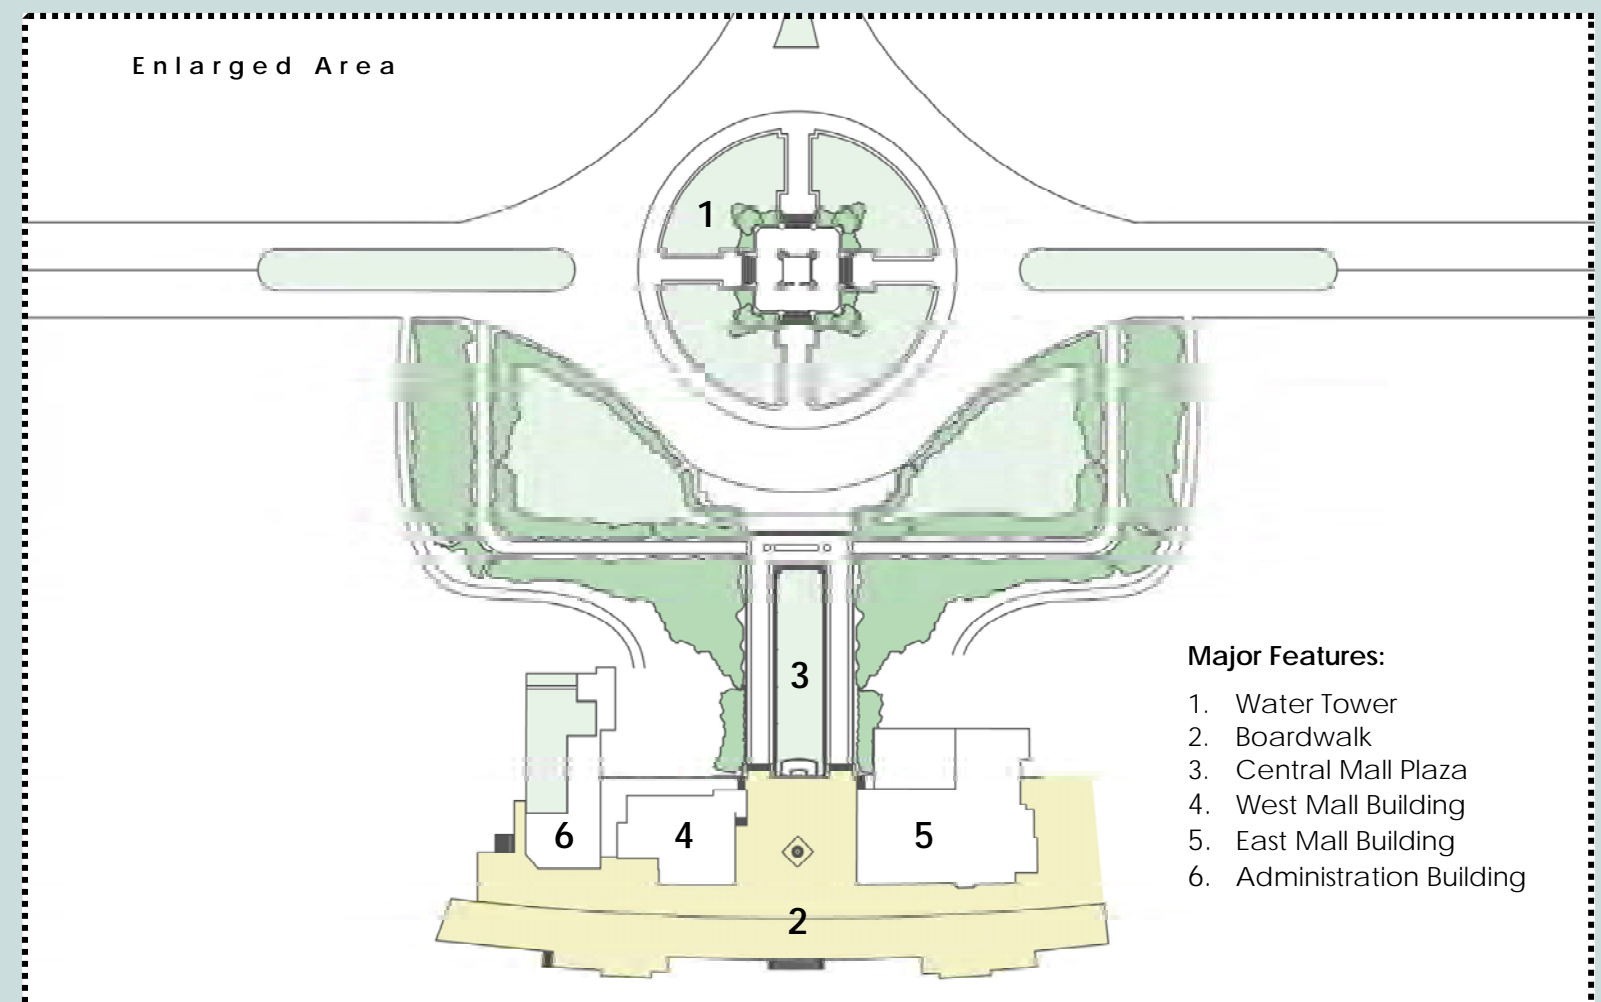 Enlarged Area
1
3
Major Features:
1. Water Tower
2. Boardwalk
3. Central Mall Plaza
4. West Mall Building
5. East Mall Building
6. Administration Building
6
4
5
2